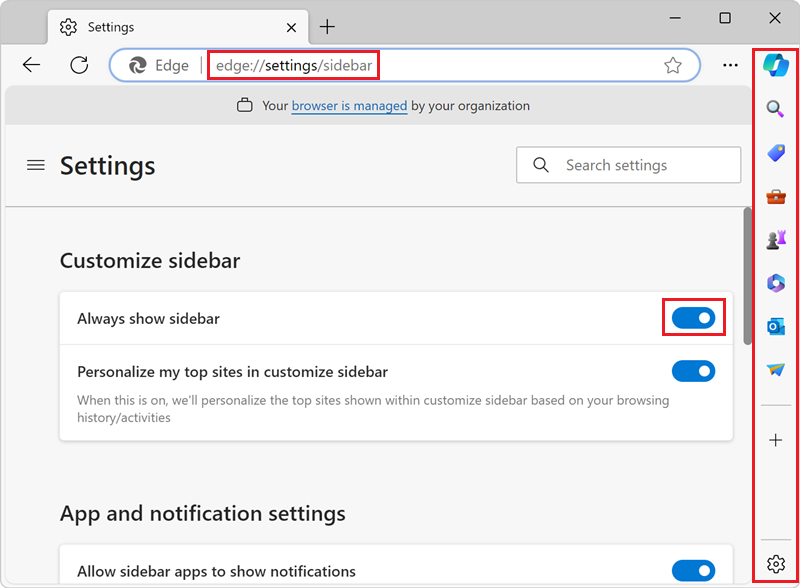 Settings
Edge
edge://settings/sidebar
Your browser is managed by your organization
Settings
Search settings
Customize sidebar
Always show sidebar
Personalize my top sites in customize sidebar
When this is on, we'll personalize the top sites shown within customize sidebar based on your browsing
history/activities
App and notification settings
Allow sidebar apps to show notifications